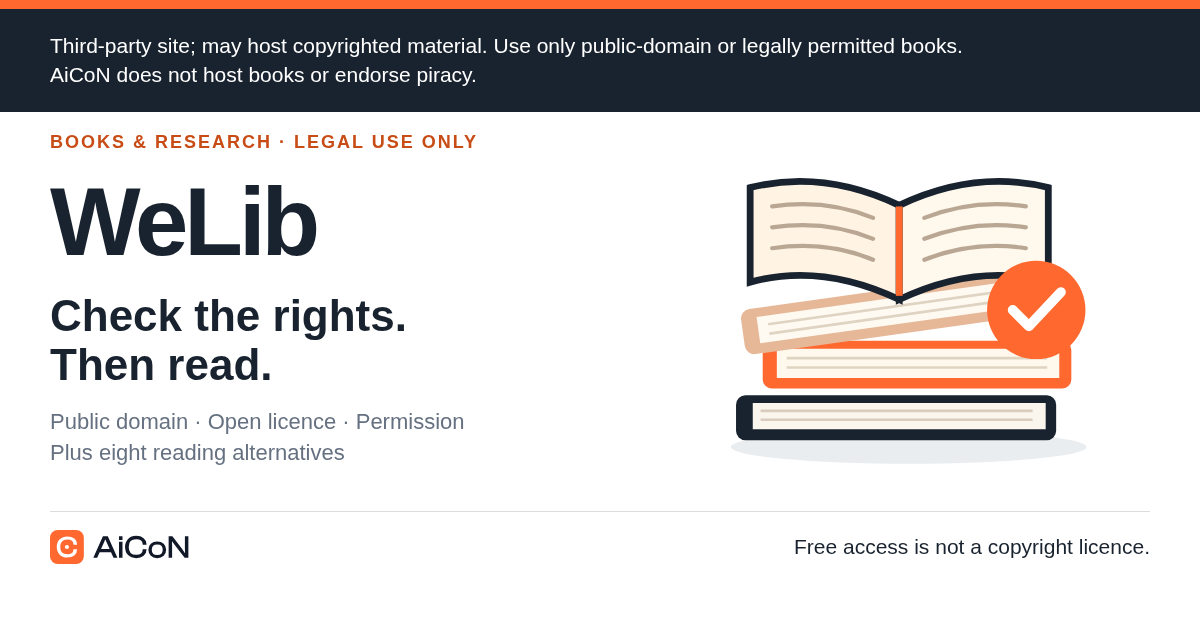 Third-party site; may host copyrighted material. Use only public-domain or legally permitted books.
AiCoN does not host books or endorse piracy.
BOOKS & RESEARCH · LEGAL USE ONLY
WeLib
Check the rights.
Then read.
Public domain · Open licence · Permission
Plus eight reading alternatives
AiCoN
Free access is not a copyright licence.